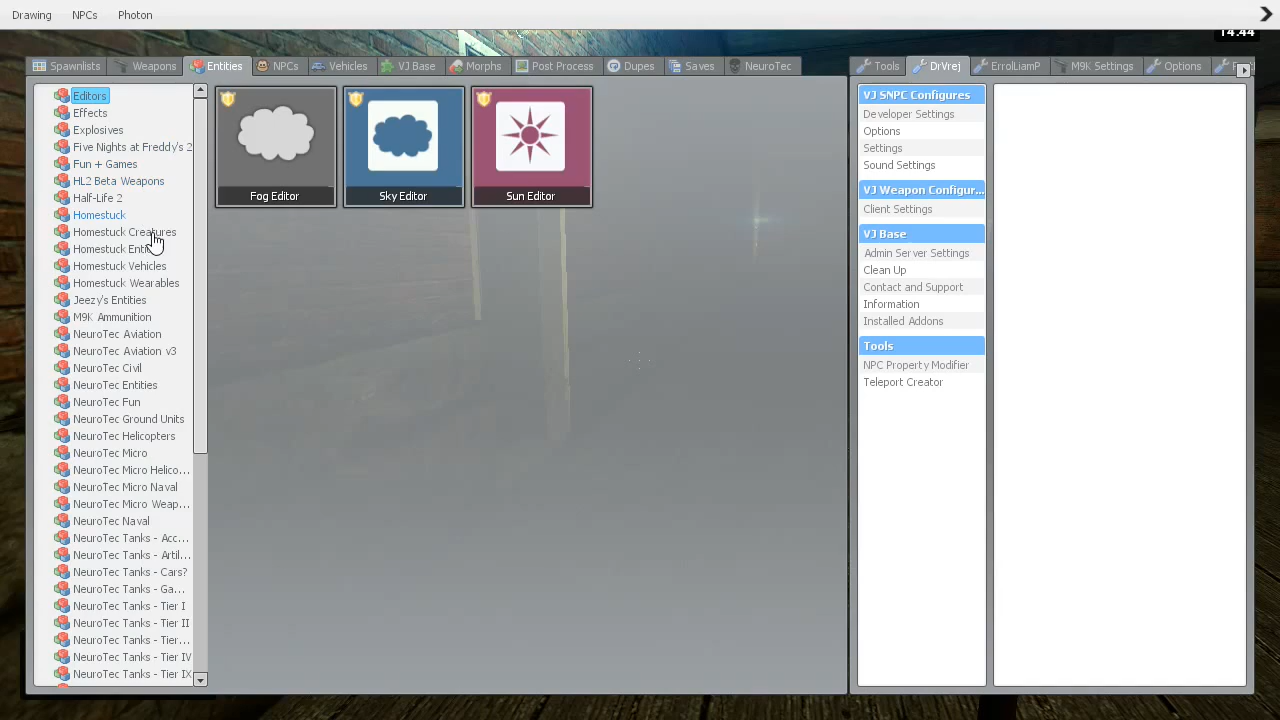 Drawing NPCs Photon
14:44
Spawnlists Weapons Entities NPCs Vehicles VJ Base Morphs Post Process Dupes Saves NeuroTec
Tools DrVrej ErrolLiamP M9K Settings Options
Editors
Effects
Explosives
Five Nights at Freddy's 2
Fun + Games
HL2 Beta Weapons
Half-Life 2
Homestuck
Homestuck Creatures
Homestuck Enti
Homestuck Vehicles
Homestuck Wearables
Jeezy's Entities
M9K Ammunition
NeuroTec Aviation
NeuroTec Aviation v3
NeuroTec Civil
NeuroTec Entities
NeuroTec Fun
NeuroTec Ground Units
NeuroTec Helicopters
NeuroTec Micro
NeuroTec Micro Helico...
NeuroTec Micro Naval
NeuroTec Micro Weap...
NeuroTec Naval
NeuroTec Tanks - Acc...
NeuroTec Tanks - Artil...
NeuroTec Tanks - Cars?
NeuroTec Tanks - Ga...
NeuroTec Tanks - Tier I
NeuroTec Tanks - Tier II
NeuroTec Tanks - Tier...
NeuroTec Tanks - Tier IV
NeuroTec Tanks - Tier IX
Fog Editor
Sky Editor
Sun Editor
VJ SNPC Configures
Developer Settings
Options
Settings
Sound Settings
VJ Weapon Configur...
Client Settings
VJ Base
Admin Server Settings
Clean Up
Contact and Support
Information
Installed Addons
Tools
NPC Property Modifier
Teleport Creator